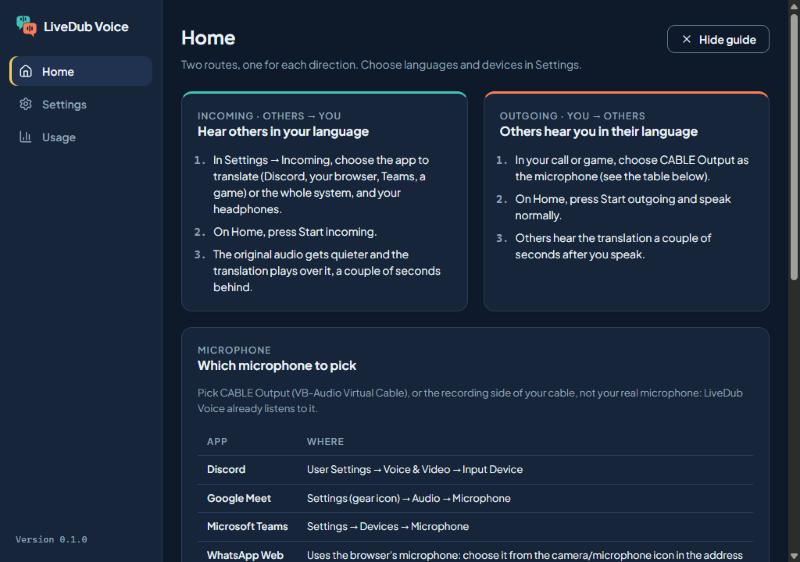 LiveDub Voice
Home
Settings
Usage
Version 0.1.0
Home
Hide guide
Two routes, one for each direction. Choose languages and devices in Settings.
INCOMING · OTHERS → YOU
Hear others in your language
1. In Settings → Incoming, choose the app to
translate (Discord, your browser, Teams, a
game) or the whole system, and your
headphones.
2. On Home, press Start incoming.
3. The original audio gets quieter and the
translation plays over it, a couple of seconds
behind.
OUTGOING · YOU → OTHERS
Others hear you in their language
1. In your call or game, choose CABLE Output as
the microphone (see the table below).
2. On Home, press Start outgoing and speak
normally.
3. Others hear the translation a couple of
seconds after you speak.
MICROPHONE
Which microphone to pick
Pick CABLE Output (VB-Audio Virtual Cable), or the recording side of your cable, not your real microphone: LiveDub
Voice already listens to it.
APP WHERE
Discord User Settings → Voice & Video → Input Device
Google Meet Settings (gear icon) → Audio → Microphone
Microsoft Teams Settings → Devices → Microphone
WhatsApp Web Uses the browser's microphone: choose it from the camera/microphone icon in the address